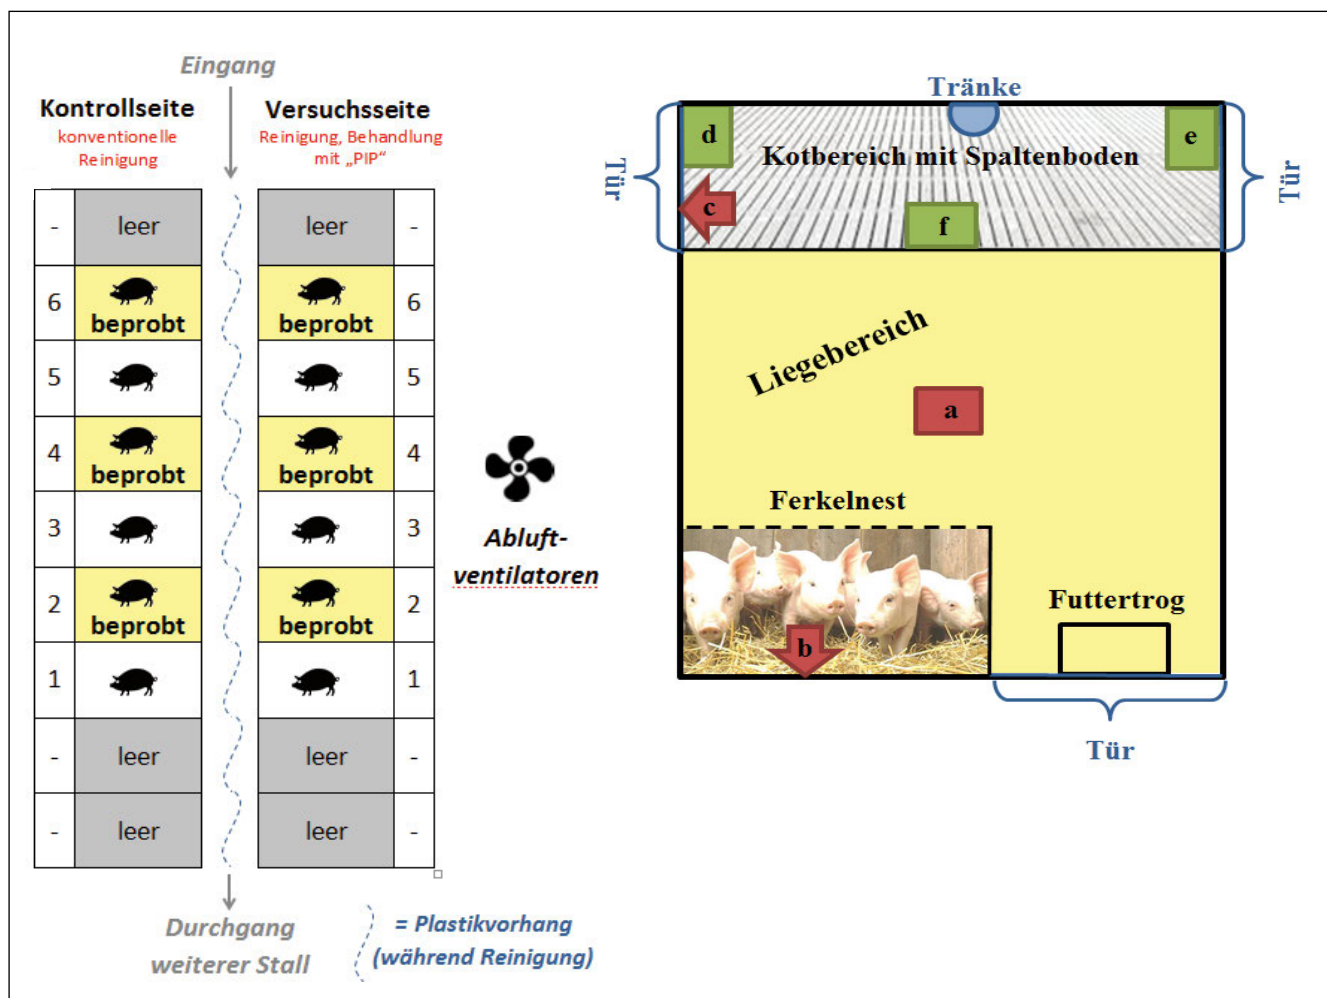 Eingang
Kontrollseite
konventionelle
Reinigung
Versuchsseite
Reinigung, Behandlung
mit „PIP“
- leer leer -
6 beprobt beprobt 6
5 5
4 beprobt beprobt 4
3 3
2 beprobt beprobt 2
1 1
- leer leer -
- leer leer -
Durchgang
weiterer Stall
= Plastikvorhang
(während Reinigung)
Abluft-
ventilatoren
Tränke
d
e
Kotbereich mit Spaltenboden
Tür
Tür
c
f
Liegebereich
a
Ferkelnest
Futtertrog
b
Tür